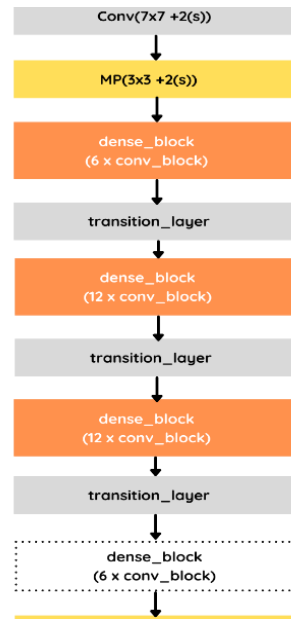 Conv(7x7 +2(s))
MP(3x3 +2(s))
dense_block
(6 x conv_block)
transition_layer
dense_block
(12 x conv_block)
transition_layer
dense_block
(12 x conv_block)
transition_layer
dense_block
(6 x conv_block)